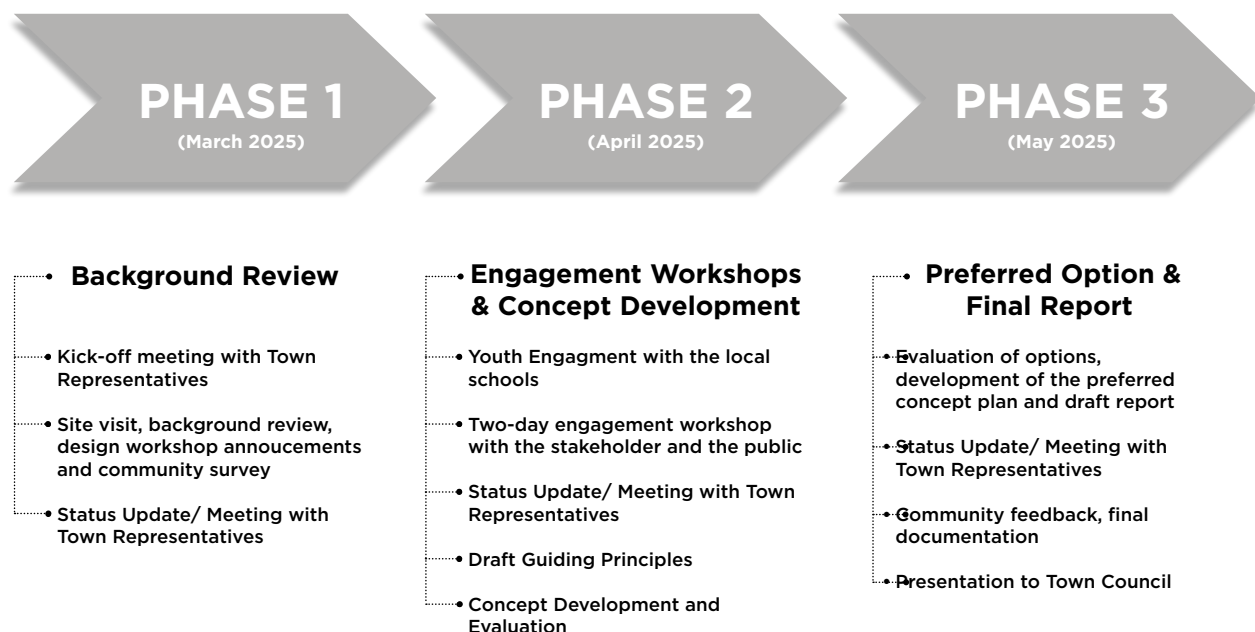 PHASE 1
(March 2025)
PHASE 2
(April 2025)
PHASE 3
(May 2025)
Background Review
Kick-off meeting with Town
Representatives
Site visit, background review,
design workshop annoucements
and community survey
Status Update/ Meeting with
Town Representatives
Engagement Workshops
& Concept Development
Youth Engagment with the local
schools
Two-day engagement workshop
with the stakeholder and the public
Status Update/ Meeting with Town
Representatives
Draft Guiding Principles
Concept Development and
Evaluation
Preferred Option &
Final Report
Evaluation of options,
development of the preferred
concept plan and draft report
Status Update/ Meeting with
Town Representatives
Community feedback, final
documentation
Presentation to Town Council